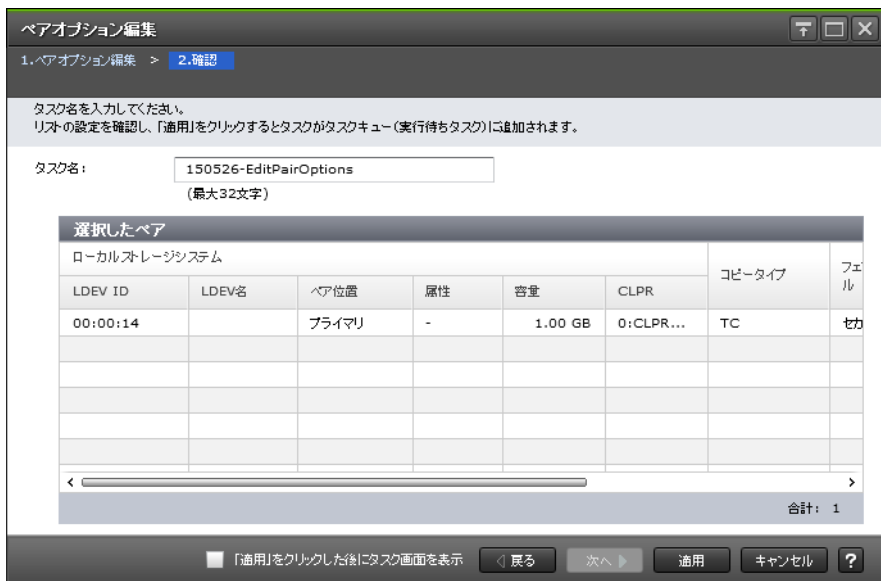 ペアオプション編集
1.ペアオプション編集 > 2.確認
タスク名を入力してください。
リストの設定を確認し、「適用」をクリックするとタスクがタスクキュー(実行待ちタスク)に追加されます。
タスク名: 150526-EditPairOptions
(最大32文字)
選択したペア
ローカルストレージシステム コピータイプ フェ
ル
LDEV ID LDEV名 ペア位置 属性 容量 CLPR
00:00:14 プライマリ - 1.00 GB 0:CLPR... TC セカ
合計: 1
「適用」をクリックした後にタスク画面を表示 戻る 次へ 適用 キャンセル ?